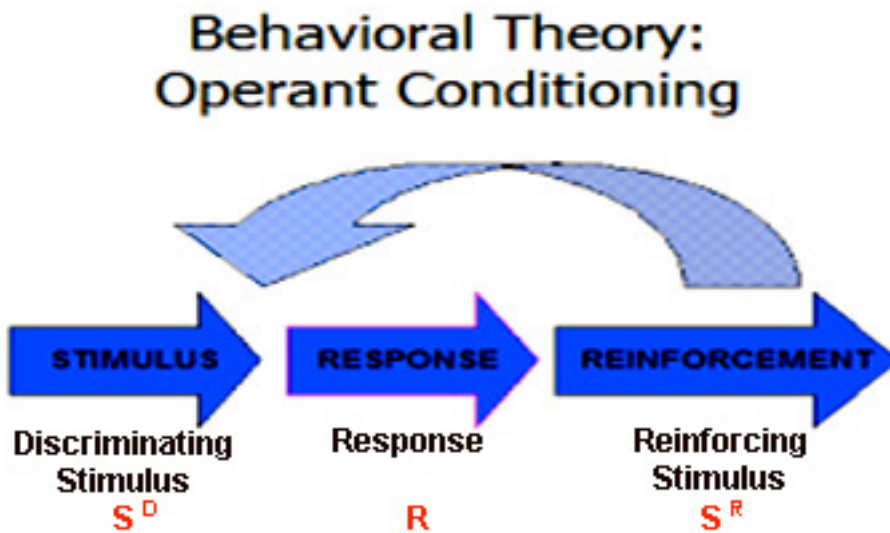 Behavioral Theory:
Operant Conditioning
STIMULUS RESPONSE REINFORCEMENT
Discriminating Stimulus
Response
Reinforcing Stimulus
S D
R
S R